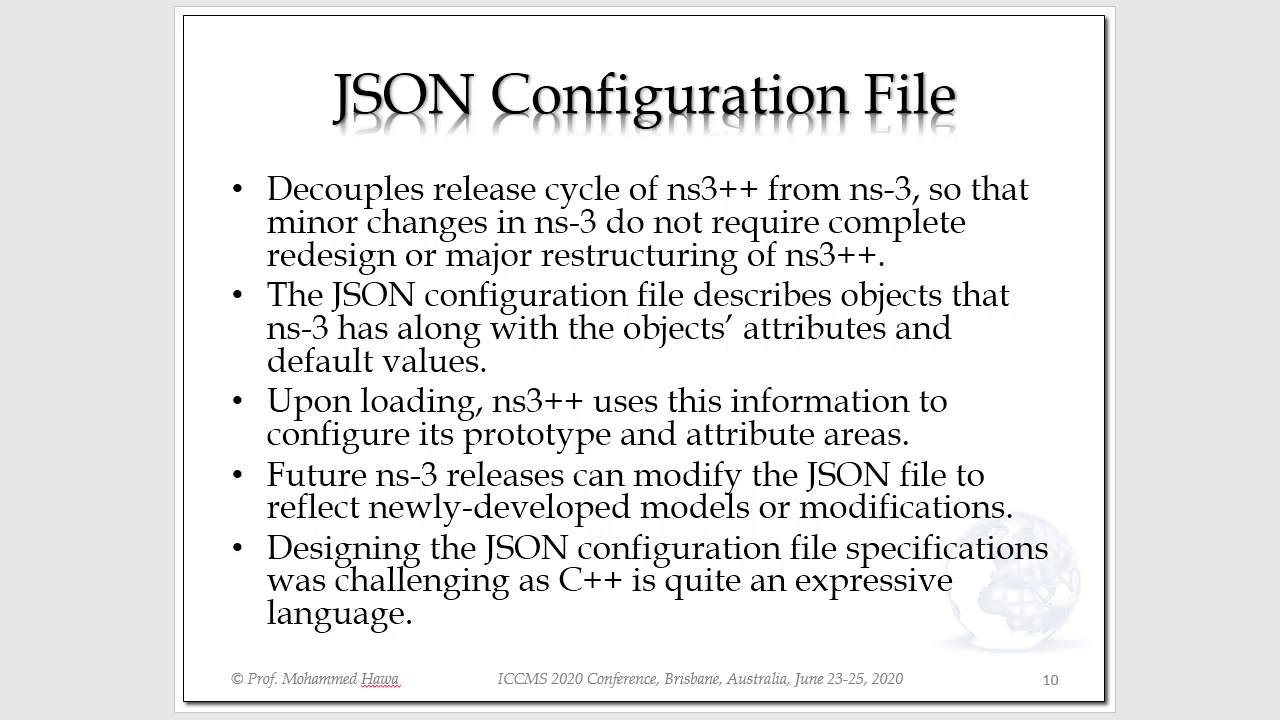 JSON Configuration File
• Decouples release cycle of ns3++ from ns-3, so that
minor changes in ns-3 do not require complete
redesign or major restructuring of ns3++.
• The JSON configuration file describes objects that
ns-3 has along with the objects’ attributes and
default values.
• Upon loading, ns3++ uses this information to
configure its prototype and attribute areas.
• Future ns-3 releases can modify the JSON file to
reflect newly-developed models or modifications.
• Designing the JSON configuration file specifications
was challenging as C++ is quite an expressive
language.
© Prof. Mohammed Hawa ICCMS 2020 Conference, Brisbane, Australia, June 23-25, 2020 10